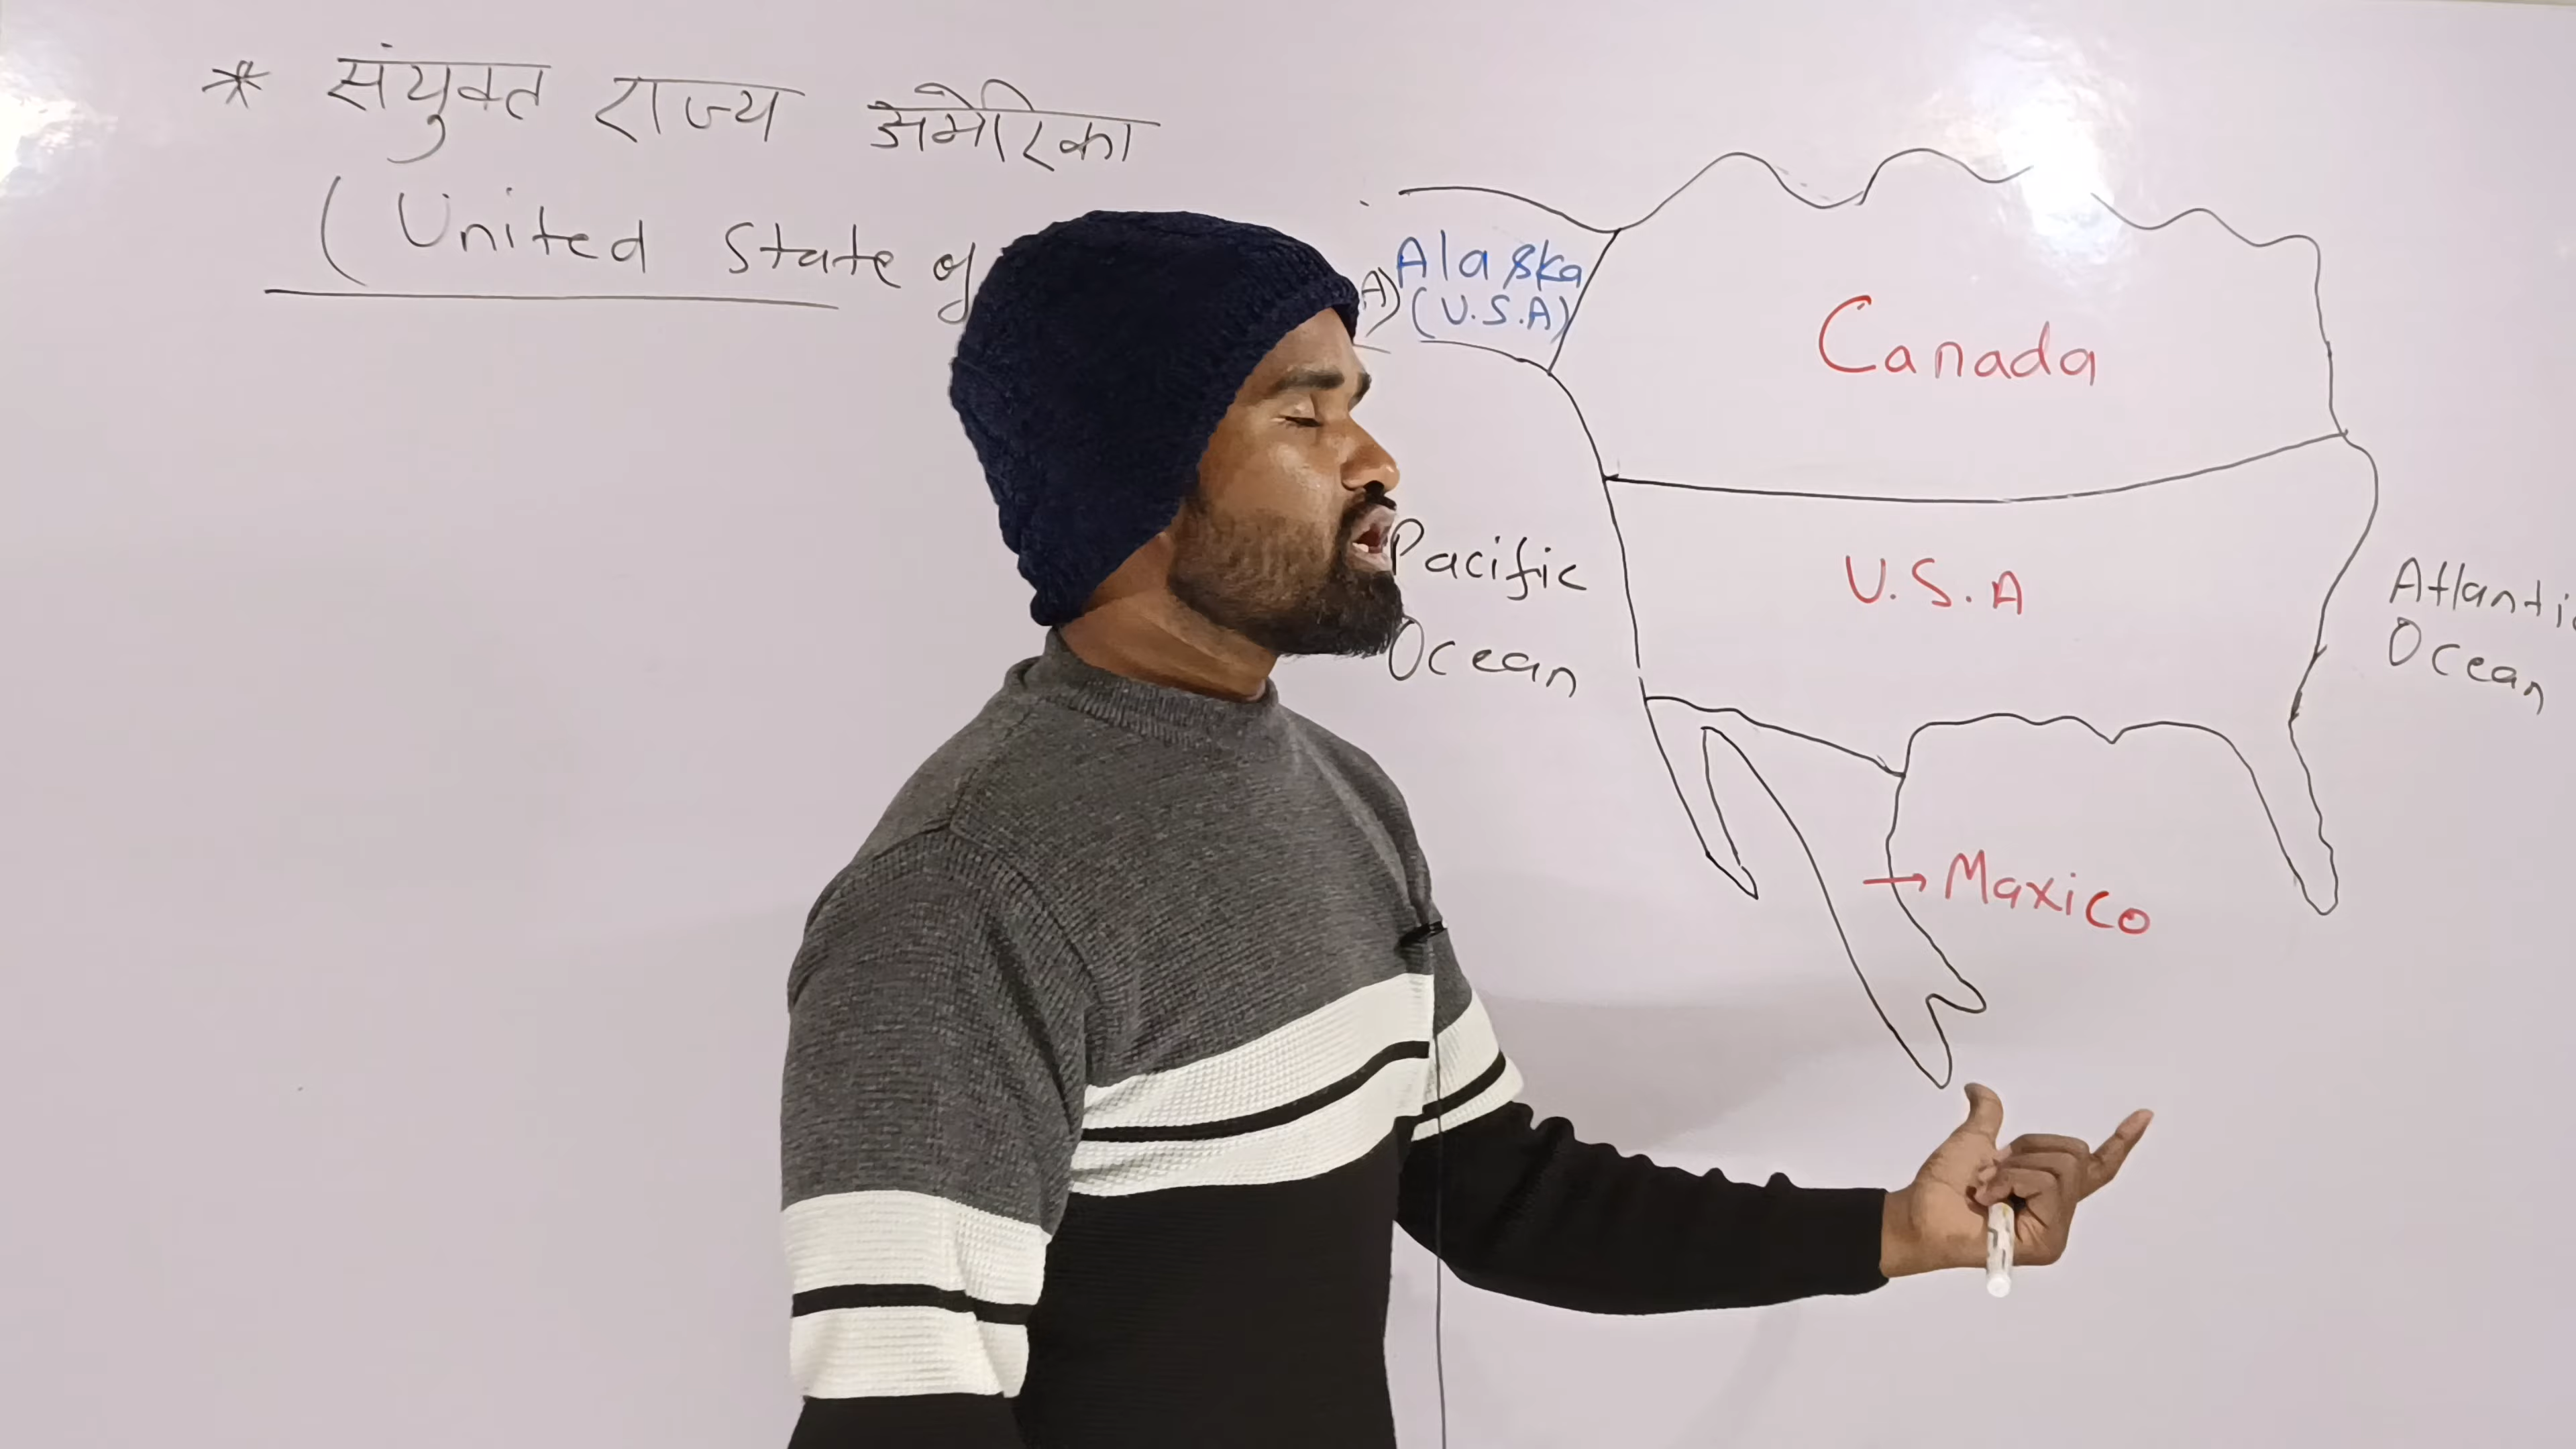 * संयुक्त राज्य अमेरिका
( United State of
A)
Alaska
(U.S.A)
Canada
Pacific
Ocean
U.S.A
Atlanti
Ocean
→ Maxico